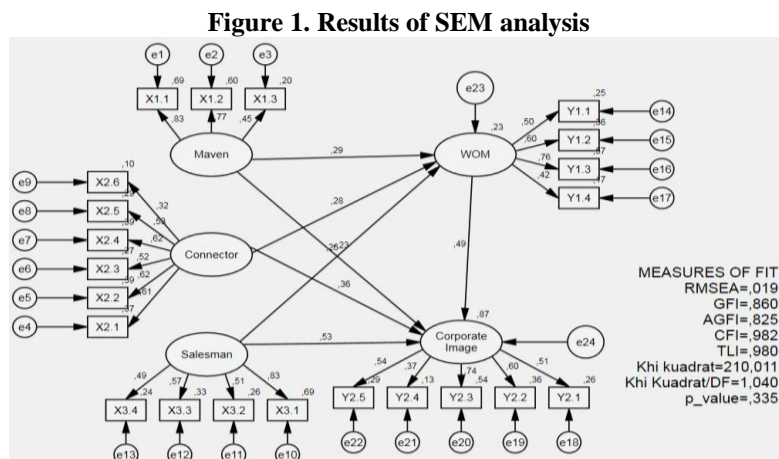 Figure 1. Results of SEM analysis
e1 e2 e3
,69 ,60 ,20
X1.1 X1.2 X1.3
,83 ,77 ,45
Maven
e23
,23
WOM
,25
Y1.1 e14
,50
Y1.2 e15
,60
Y1.3 e16
,76
Y1.4 e17
,42
,29
,28
,23
,36
,49
,53
,10
e9 X2.6
,32
e8 X2.5
e7 X2.4
,62
e6 X2.3
,52
e5 X2.2
,62
e4 X2.1
Connector
Salesman
,49 ,57 ,51 ,83
,24 ,33 ,26 ,69
X3.4 X3.3 X3.2 X3.1
e13 e12 e11 e10
,87
Corporate
Image
e24
,54 ,37 ,74 ,60 ,51
,29 ,13 ,54 ,36 ,26
Y2.5 Y2.4 Y2.3 Y2.2 Y2.1
e22 e21 e20 e19 e18
MEASURES OF FIT
RMSEA=,019
GFI=,860
AGFI=,825
CFI=,982
TLI=,980
Khi kuadrat=210,011
Khi Kuadrat/DF=1,040
p_value=,335